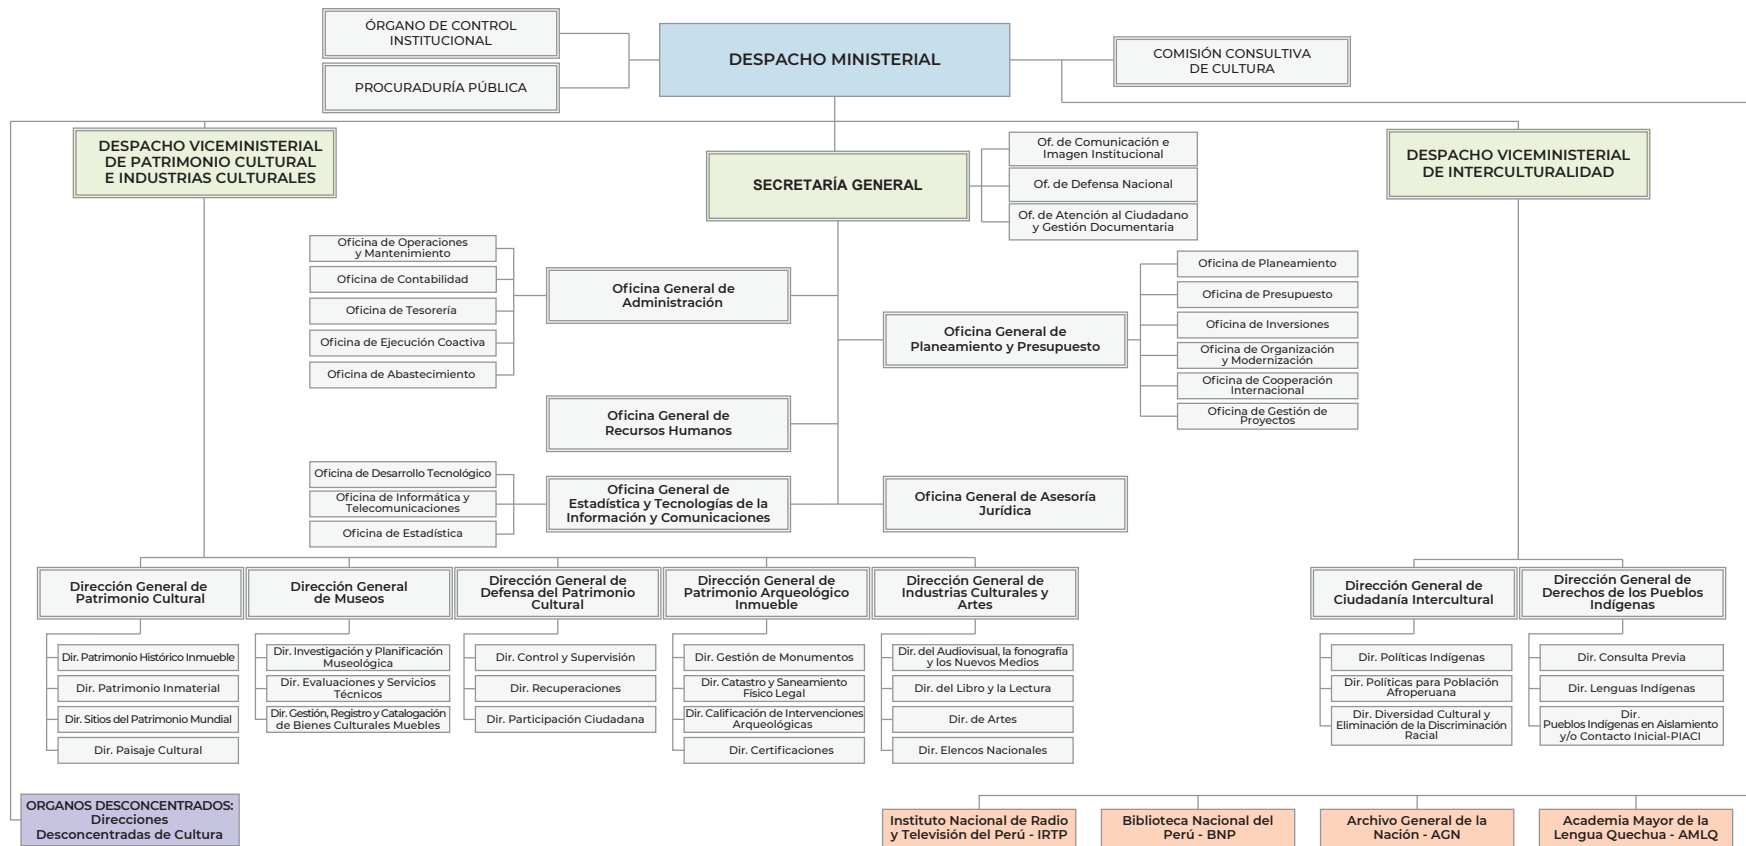 ÓRGANO DE CONTROL
INSTITUCIONAL
PROCURADURÍA PÚBLICA
DESPACHO MINISTERIAL
COMISIÓN CONSULTIVA
DE CULTURA
DESPACHO VICEMINISTERIAL
DE PATRIMONIO CULTURAL
E INDUSTRIAS CULTURALES
SECRETARÍA GENERAL
Of. de Comunicación e
Imagen Institucional
Of. de Defensa Nacional
Of. de Atención al Ciudadano
y Gestión Documentaria
DESPACHO VICEMINISTERIAL
DE INTERCULTURALIDAD
Oficina de Operaciones
y Mantenimiento
Oficina de Contabilidad
Oficina de Tesorería
Oficina de Ejecución Coactiva
Oficina de Abastecimiento
Oficina General de
Administración
Oficina General de
Planeamiento y Presupuesto
Oficina de Planeamiento
Oficina de Presupuesto
Oficina de Inversiones
Oficina de Organización
y Modernización
Oficina de Cooperación
Internacional
Oficina de Gestión de
Proyectos
Oficina General de
Recursos Humanos
Oficina de Desarrollo Tecnológico
Oficina de Informática y
Telecomunicaciones
Oficina de Estadística
Oficina General de
Estadística y Tecnologías de la
Información y Comunicaciones
Oficina General de Asesoría
Jurídica
Dirección General de
Patrimonio Cultural
Dir. Patrimonio Histórico Inmueble
Dir. Patrimonio Inmaterial
Dir. Sitios del Patrimonio Mundial
Dir. Paisaje Cultural
Dirección General
de Museos
Dir. Investigación y Planificación
Museológica
Dir. Evaluaciones y Servicios
Técnicos
Dir. Gestión, Registro y Catalogación
de Bienes Culturales Muebles
Dirección General de
Defensa del Patrimonio
Cultural
Dir. Control y Supervisión
Dir. Recuperaciones
Dir. Participación Ciudadana
Dirección General de
Patrimonio Arqueológico
Inmueble
Dir. Gestión de Monumentos
Dir. Catastro y Saneamiento
Físico Legal
Dir. Calificación de Intervenciones
Arqueológicas
Dir. Certificaciones
Dirección General de
Industrias Culturales y
Artes
Dir. del Audiovisual, la fonografía
y los Nuevos Medios
Dir. del Libro y la Lectura
Dir. de Artes
Dir. Elencos Nacionales
Dirección General de
Ciudadanía Intercultural
Dir. Políticas Indígenas
Dir. Políticas para Población
Afroperuana
Dir. Diversidad Cultural y
Eliminación de la Discriminación
Racial
Dirección General de
Derechos de los Pueblos
Indígenas
Dir. Consulta Previa
Dir. Lenguas Indígenas
Dir.
Pueblos Indígenas en Aislamiento
y/o Contacto Inicial-PIACI
ORGANOS DESCONCENTRADOS:
Direcciones
Desconcentradas de Cultura
Instituto Nacional de Radio
y Televisión del Perú - IRTP
Biblioteca Nacional del
Perú - BNP
Archivo General de la
Nación - AGN
Academia Mayor de la
Lengua Quechua - AMLQ